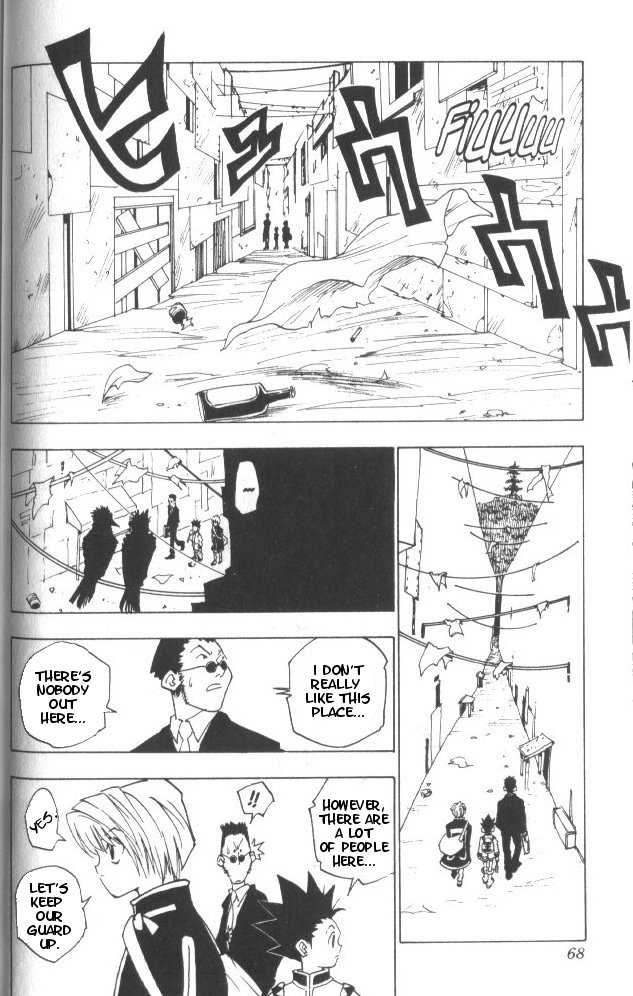 ヒュウウウ
Fiuuuu
~
I DON'T
REALLY
LIKE THIS
PLACE...
THERE'S
NOBODY
OUT
HERE...
HOWEVER,
THERE ARE
A LOT
OF PEOPLE
HERE...
!!
YES.
LET'S
KEEP
OUR
GUARD
UP.
68